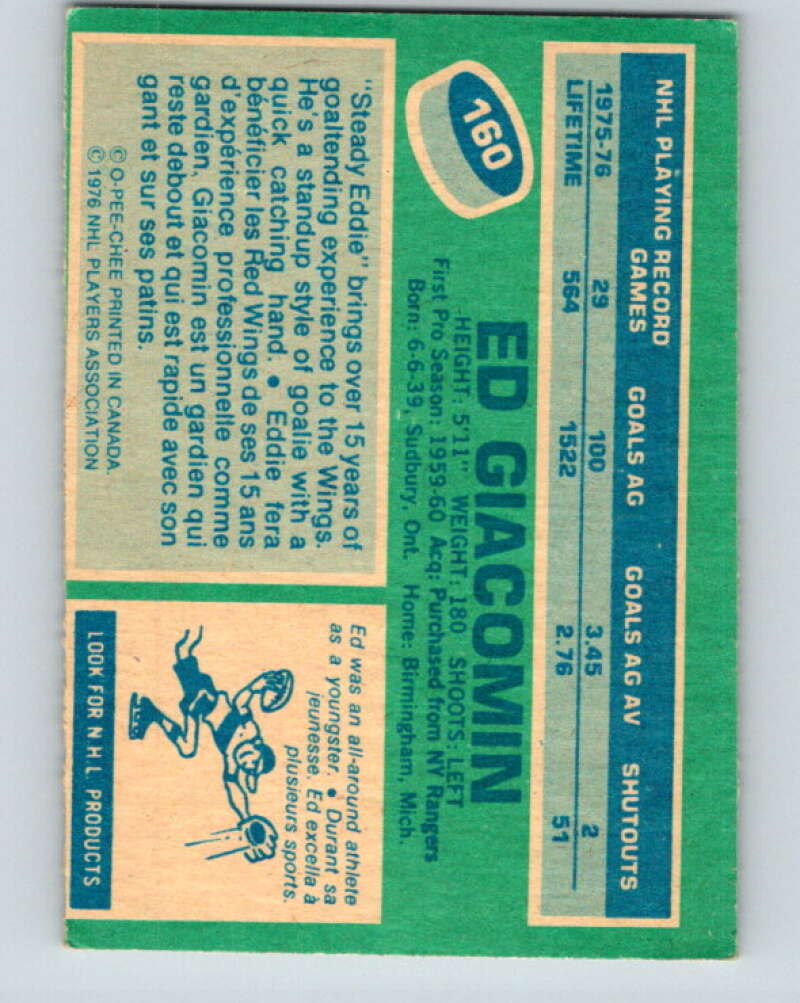 NHL PLAYING RECORD
GAMES GOALS AG GOALS AG AV SHUTOUTS
1975-76 29 100 3.45 2
LIFETIME 564 1522 2.76 51
160
ED GIACOMIN
HEIGHT: 5'11" WEIGHT: 180 SHOOTS: LEFT
First Pro Season: 1959-60 Acq: Purchased from NY Rangers
Born: 6-6-39, Sudbury, Ont. Home: Birmingham, Mich.
"Steady Eddie" brings over 15 years of
goaltending experience to the Wings.
He's a standup style of goalie with a
quick catching hand. • Eddie fera
bénéficier les Red Wings de ses 15 ans
d'expérience professionnelle comme
gardien. Giacomin est un gardien qui
reste debout et qui est rapide avec son
gant et sur ses patins.
© O-PEE-CHEE PRINTED IN CANADA.
© 1976 NHL PLAYERS ASSOCIATION
Ed was an all-around athlete
as a youngster. • Durant sa
jeunesse, Ed excella à
plusieurs sports.
LOOK FOR N.H.L. PRODUCTS